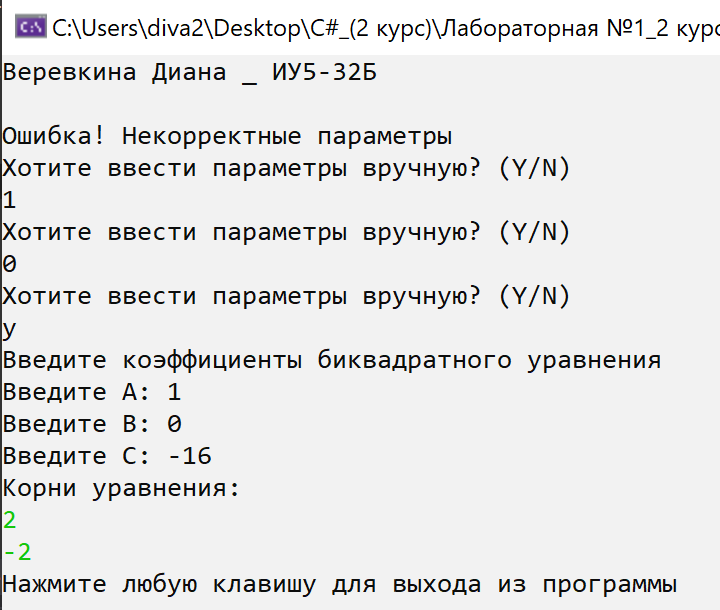 C:\Users\diva2\Desktop\C#_(2 курс)\Лабораторная №1_2 курс
Веревкина Диана _ ИУ5-32Б
Ошибка! Некорректные параметры
Хотите ввести параметры вручную? (Y/N)
1
Хотите ввести параметры вручную? (Y/N)
0
Хотите ввести параметры вручную? (Y/N)
y
Введите коэффициенты биквадратного уравнения
Введите A: 1
Введите B: 0
Введите C: -16
Корни уравнения:
2
-2
Нажмите любую клавишу для выхода из программы